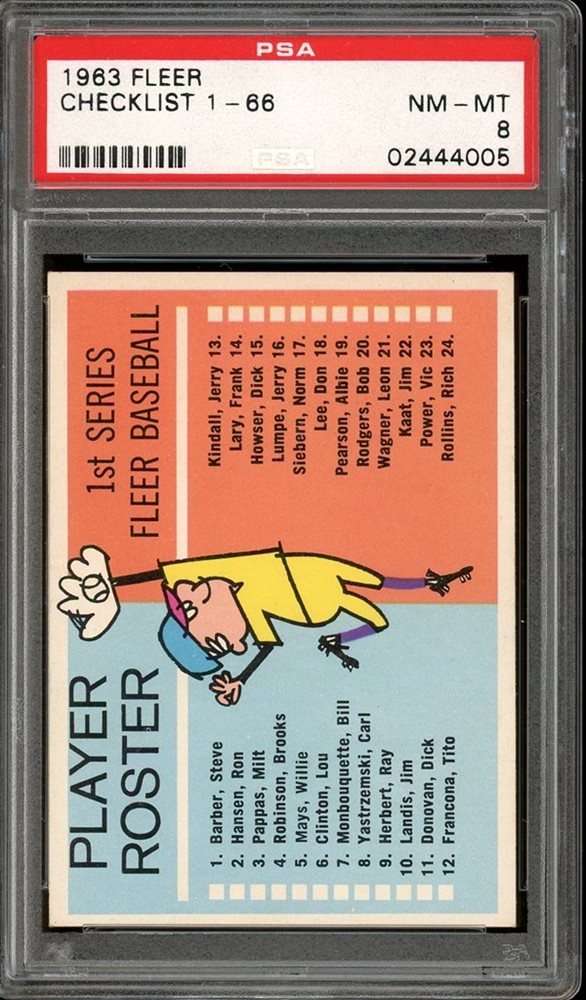 PSA
1963 FLEER
CHECKLIST 1 - 66
NM - MT
8
PSA
02444005
PLAYER
ROSTER
1st SERIES
FLEER BASEBALL
1. Barber, Steve
2. Hansen, Ron
3. Pappas, Milt
4. Robinson, Brooks
5. Mays, Willie
6. Clinton, Lou
7. Monbouquette, Bill
8. Yastrzemski, Carl
9. Herbert, Ray
10. Landis, Jim
11. Donovan, Dick
12. Francona, Tito
Kindall, Jerry 13.
Lary, Frank 14.
Howser, Dick 15.
Lumpe, Jerry 16.
Siebern, Norm 17.
Lee, Don 18.
Pearson, Albie 19.
Rodgers, Bob 20.
Wagner, Leon 21.
Kaat, Jim 22.
Power, Vic 23.
Rollins, Rich 24.